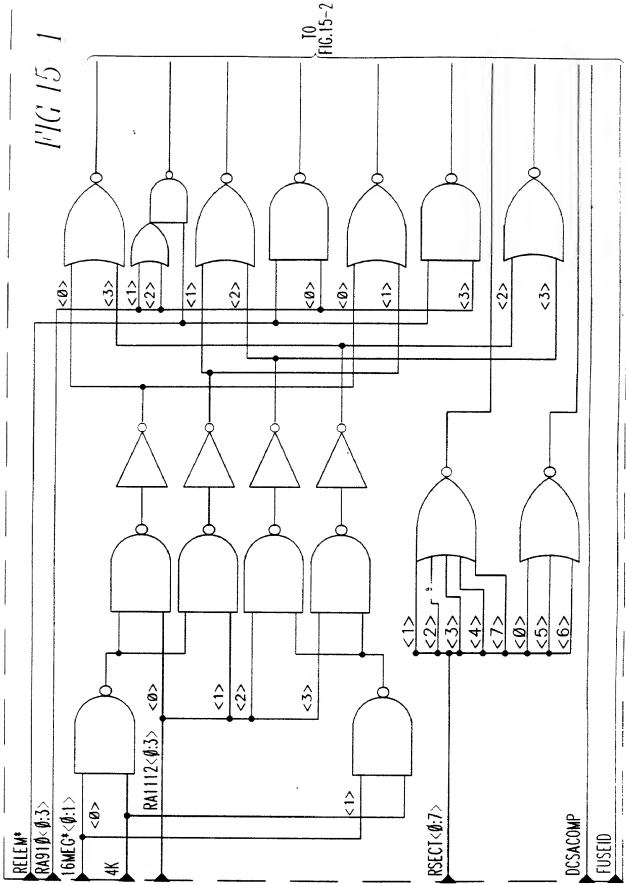 FIG 15 1
TO
FIG.15-2
RELEM*
RA910<0:3>
16MEG*<0:1>
4K
<0>
RA1112<0:3>
<0>
<1>
<2>
<3>
<1>
<0>
<3>
<1>
<2>
<1>
<2>
<0>
<0>
<1>
<3>
<2>
<3>
RSECT<0:7>
<1>
<2>
<3>
<4>
<7>
<0>
<5>
<6>
DCSACOMP
FUSEID